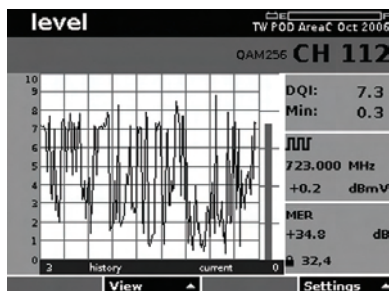 level
TW POD AreaC Oct 2006
QAM256 CH 112
10
9
8
7
6
5
4
3
2
1
0
3 history current 0
DQI: 7.3
Min: 0.3
723.000 MHz
+0.2 dBmV
MER
+34.8 dB
32,4
View
Settings